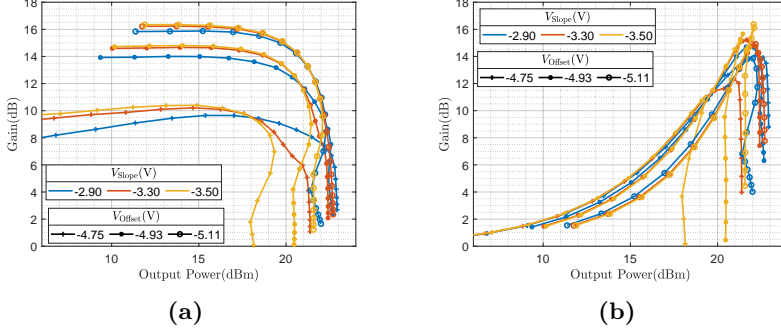 18
16
14
12
10
8
6
4
2
0
Gain(dB)
V_Slope(V)
-2.90 -3.30 -3.50
V_Offset(V)
-4.75 -4.93 -5.11
10 15 20
Output Power(dBm)
(a)
18
16
14
12
10
8
6
4
2
0
Gain(dB)
V_Slope(V)
-2.90 -3.30 -3.50
V_Offset(V)
-4.75 -4.93 -5.11
10 15 20
Output Power(dBm)
(b)